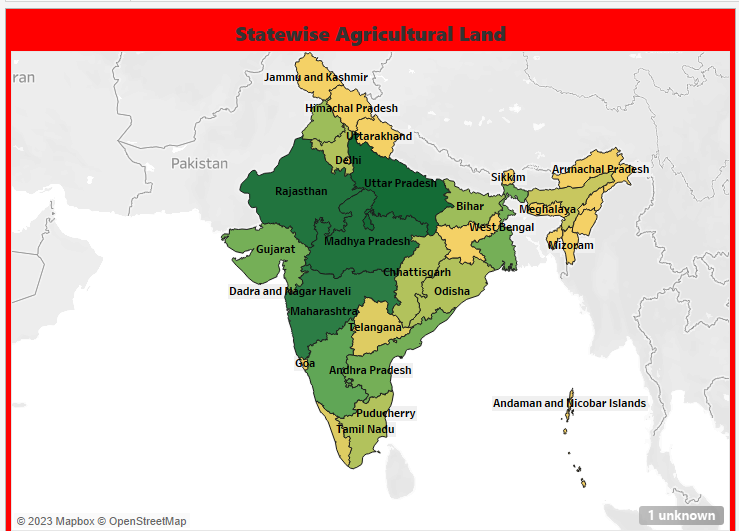 Statewise Agricultural Land
ran
Jammu and Kashmir
Himachal Pradesh
Uttarakhand
Pakistan
Delhi
Arunachal Pradesh
Sikkim
Rajasthan
Uttar Pradesh
Bihar
Meghalaya
West Bengal
Madhya Pradesh
Mizoram
Gujarat
Chhattisgarh
Dadra and Nagar Haveli
Odisha
Maharashtra
Telangana
Goa
Andhra Pradesh
Andaman and Nicobar Islands
Puducherry
Tamil Nadu
© 2023 Mapbox © OpenStreetMap
1 unknown